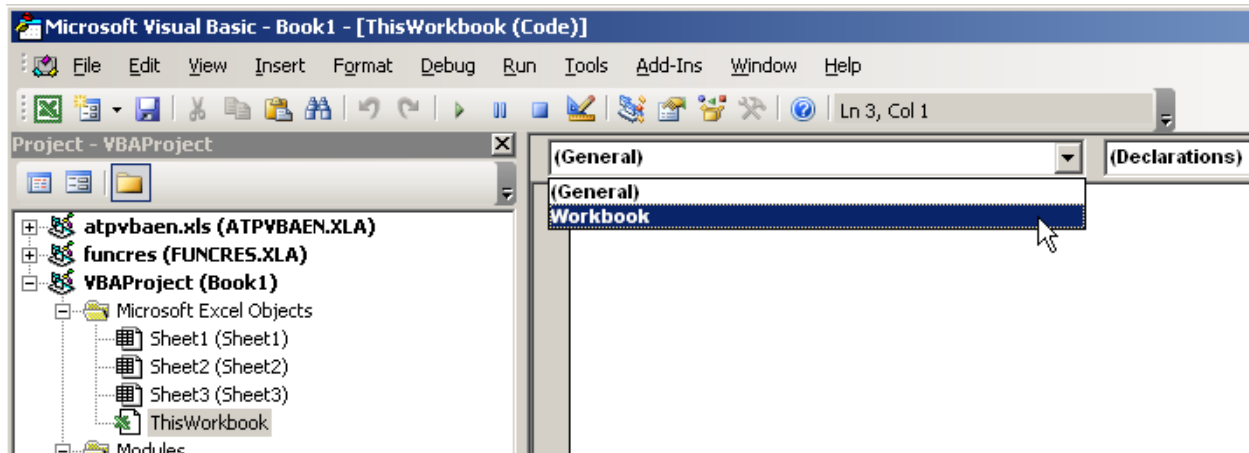 Microsoft Visual Basic - Book1 - [ThisWorkbook (Code)]
File Edit View Insert Format Debug Run Tools Add-Ins Window Help
Ln 3, Col 1
Project - VBAProject
(General) (Declarations)
(General)
Workbook
atpvbaen.xls (ATPVBAEN.XLA)
funcres (FUNCRES.XLA)
VBAProject (Book1)
Microsoft Excel Objects
Sheet1 (Sheet1)
Sheet2 (Sheet2)
Sheet3 (Sheet3)
ThisWorkbook
Modules